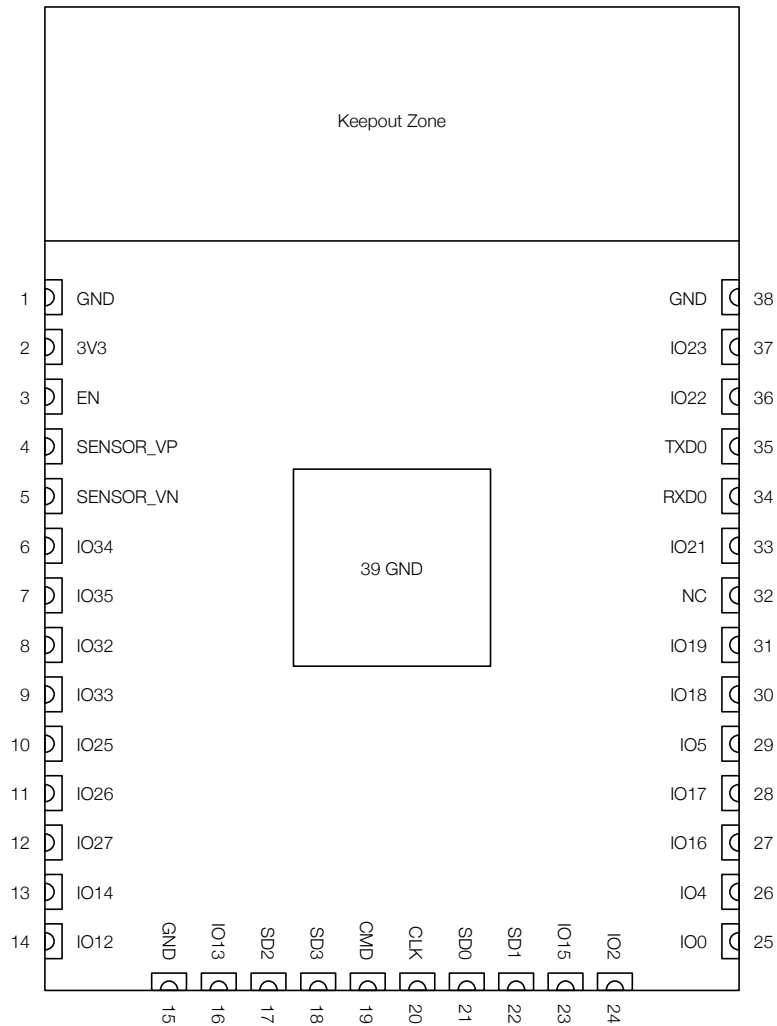 Keepout Zone
1 GND
2 3V3
3 EN
4 SENSOR_VP
5 SENSOR_VN
6 IO34
7 IO35
8 IO32
9 IO33
10 IO25
11 IO26
12 IO27
13 IO14
14 IO12
39 GND
GND 38
IO23 37
IO22 36
TXD0 35
RXD0 34
IO21 33
NC 32
IO19 31
IO18 30
IO5 29
IO17 28
IO16 27
IO4 26
IO0 25
GND 15
IO13 16
SD2 17
SD3 18
CMD 19
CLK 20
SD0 21
SD1 22
IO15 23
IO2 24